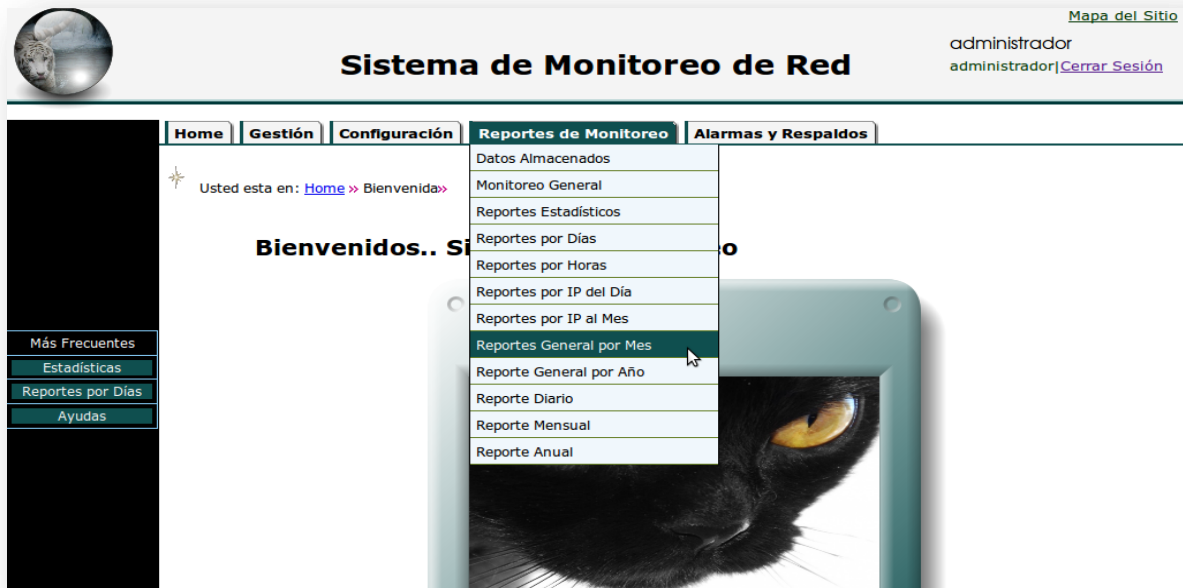 Mapa del Sitio
administrador
Sistema de Monitoreo de Red
administrador|Cerrar Sesión
Home
Gestión
Configuración
Reportes de Monitoreo
Alarmas y Respaldos
Usted esta en: Home » Bienvenida»
Bienvenidos..
Datos Almacenados
Monitoreo General
Reportes Estadísticos
Reportes por Días
Reportes por Horas
Reportes por IP del Día
Reportes por IP al Mes
Reportes General por Mes
Reporte General por Año
Reporte Diario
Reporte Mensual
Reporte Anual
Más Frecuentes
Estadísticas
Reportes por Días
Ayudas